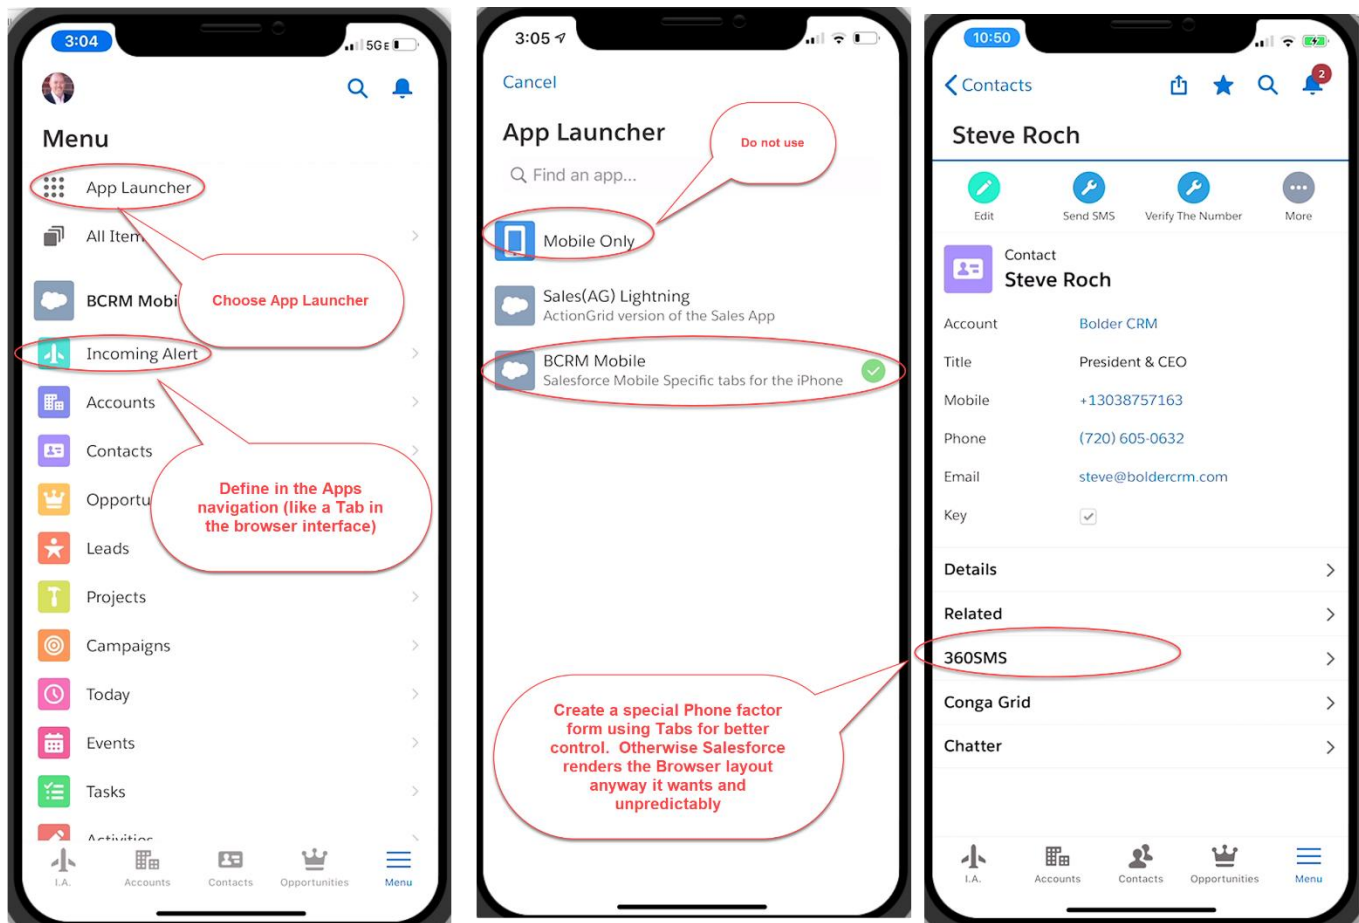 3:04
5G E
Menu
App Launcher
All Item
BCRM Mobi
Choose App Launcher
Incoming Alert
Accounts
Contacts
Define in the Apps
navigation (like a Tab in
the browser interface)
Opportu
Leads
Projects
Campaigns
Today
Events
Tasks
Activities
I.A.
Accounts
Contacts
Opportunities
Menu
3:05
Cancel
App Launcher
Do not use
Find an app...
Mobile Only
Sales(AG) Lightning
ActionGrid version of the Sales App
BCRM Mobile
Salesforce Mobile Specific tabs for the iPhone
Create a special Phone factor
form using Tabs for better
control. Otherwise Salesforce
renders the Browser layout
anyway it wants and
unpredictably
10:50
Contacts
2
Steve Roch
Edit
Send SMS
Verify The Number
More
Contact
Steve Roch
Account Bolder CRM
Title President & CEO
Mobile +13038757163
Phone (720) 605-0632
Email steve@boldercrm.com
Key
Details
Related
360SMS
Conga Grid
Chatter
I.A.
Accounts
Contacts
Opportunities
Menu